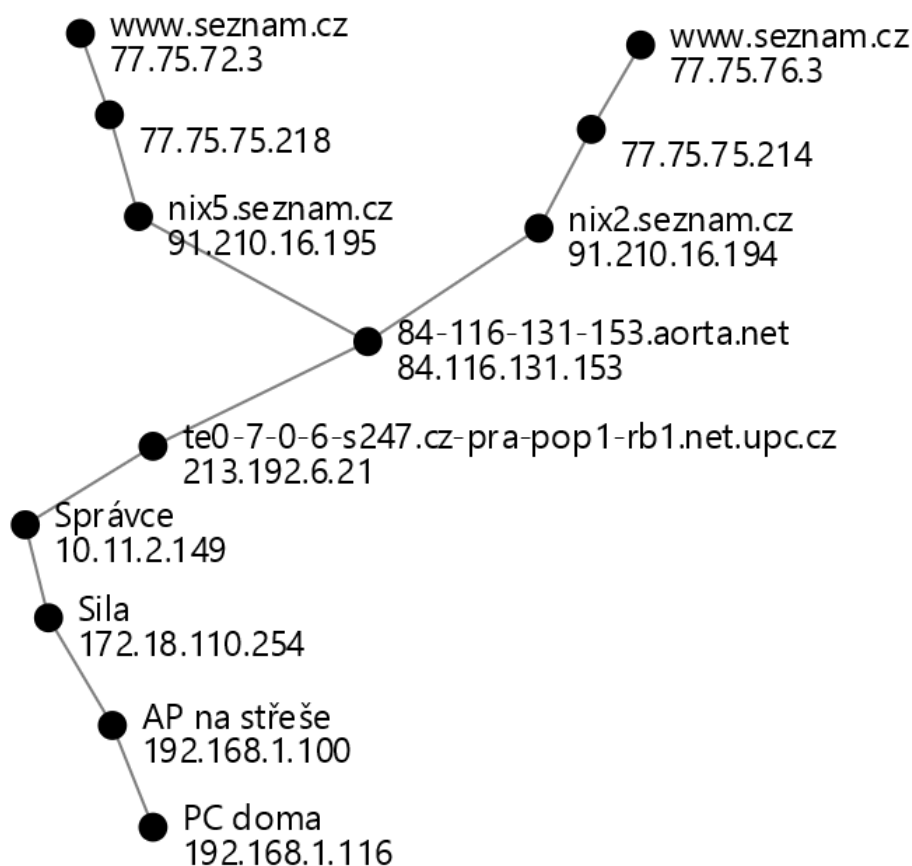 www.seznam.cz
77.75.72.3
www.seznam.cz
77.75.76.3
77.75.75.218
77.75.75.214
nix5.seznam.cz
91.210.16.195
nix2.seznam.cz
91.210.16.194
84-116-131-153.aorta.net
84.116.131.153
te0-7-0-6-s247.cz-pra-pop1-rb1.net.upc.cz
213.192.6.21
Správce
10.11.2.149
Sila
172.18.110.254
AP na střeše
192.168.1.100
PC doma
192.168.1.116